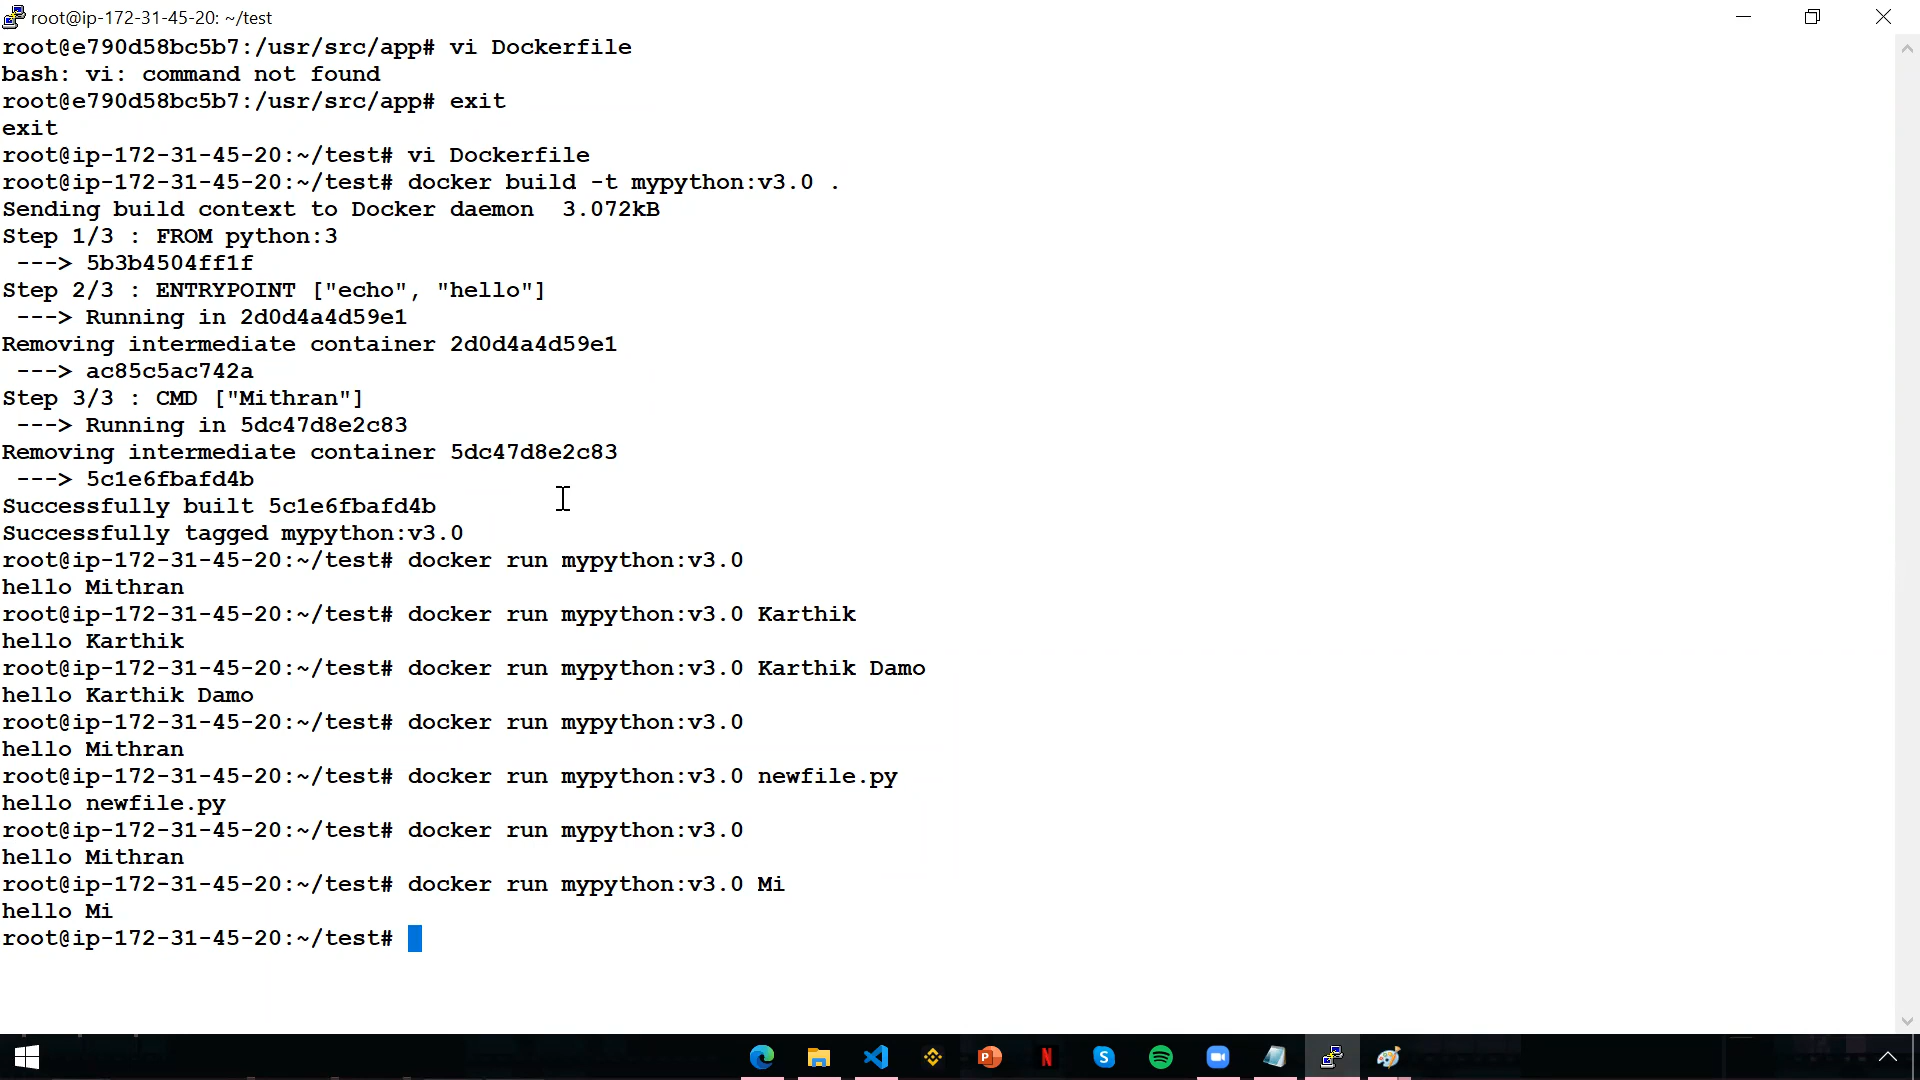 root@ip-172-31-45-20: ~/test
root@e790d58bc5b7:/usr/src/app# vi Dockerfile
bash: vi: command not found
root@e790d58bc5b7:/usr/src/app# exit
exit
root@ip-172-31-45-20:~/test# vi Dockerfile
root@ip-172-31-45-20:~/test# docker build -t mypython:v3.0 .
Sending build context to Docker daemon  3.072kB
Step 1/3 : FROM python:3
 ---> 5b3b4504ff1f
Step 2/3 : ENTRYPOINT ["echo", "hello"]
 ---> Running in 2d0d4a4d59e1
Removing intermediate container 2d0d4a4d59e1
 ---> ac85c5ac742a
Step 3/3 : CMD ["Mithran"]
 ---> Running in 5dc47d8e2c83
Removing intermediate container 5dc47d8e2c83
 ---> 5c1e6fbafd4b
Successfully built 5c1e6fbafd4b
Successfully tagged mypython:v3.0
root@ip-172-31-45-20:~/test# docker run mypython:v3.0
hello Mithran
root@ip-172-31-45-20:~/test# docker run mypython:v3.0 Karthik
hello Karthik
root@ip-172-31-45-20:~/test# docker run mypython:v3.0 Karthik Damo
hello Karthik Damo
root@ip-172-31-45-20:~/test# docker run mypython:v3.0
hello Mithran
root@ip-172-31-45-20:~/test# docker run mypython:v3.0 newfile.py
hello newfile.py
root@ip-172-31-45-20:~/test# docker run mypython:v3.0
hello Mithran
root@ip-172-31-45-20:~/test# docker run mypython:v3.0 Mi
hello Mi
root@ip-172-31-45-20:~/test#